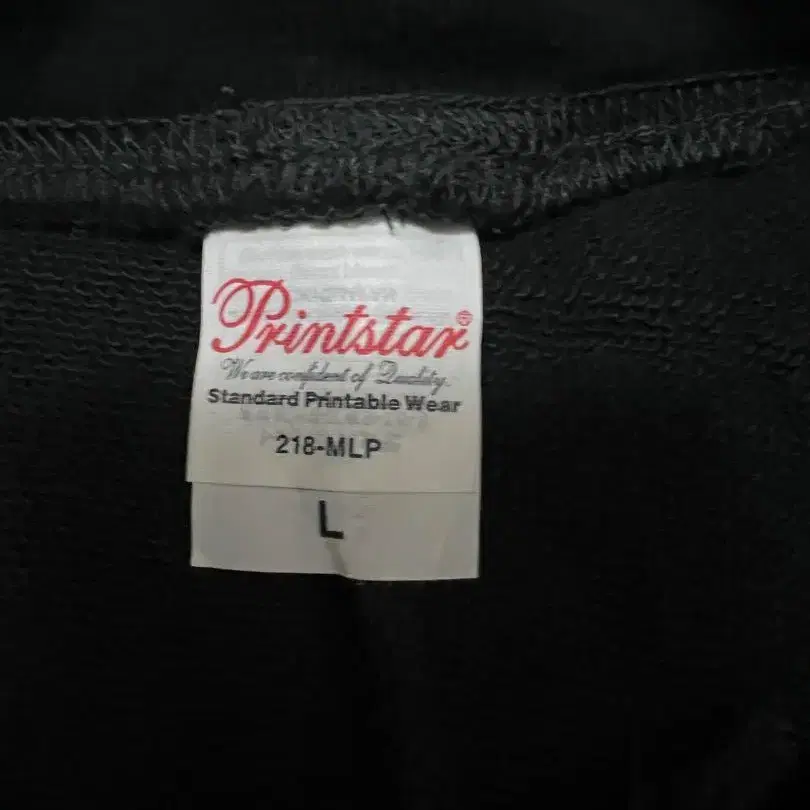 Printstar®
We are confident of Quality.
Standard Printable Wear
218-MLP
L